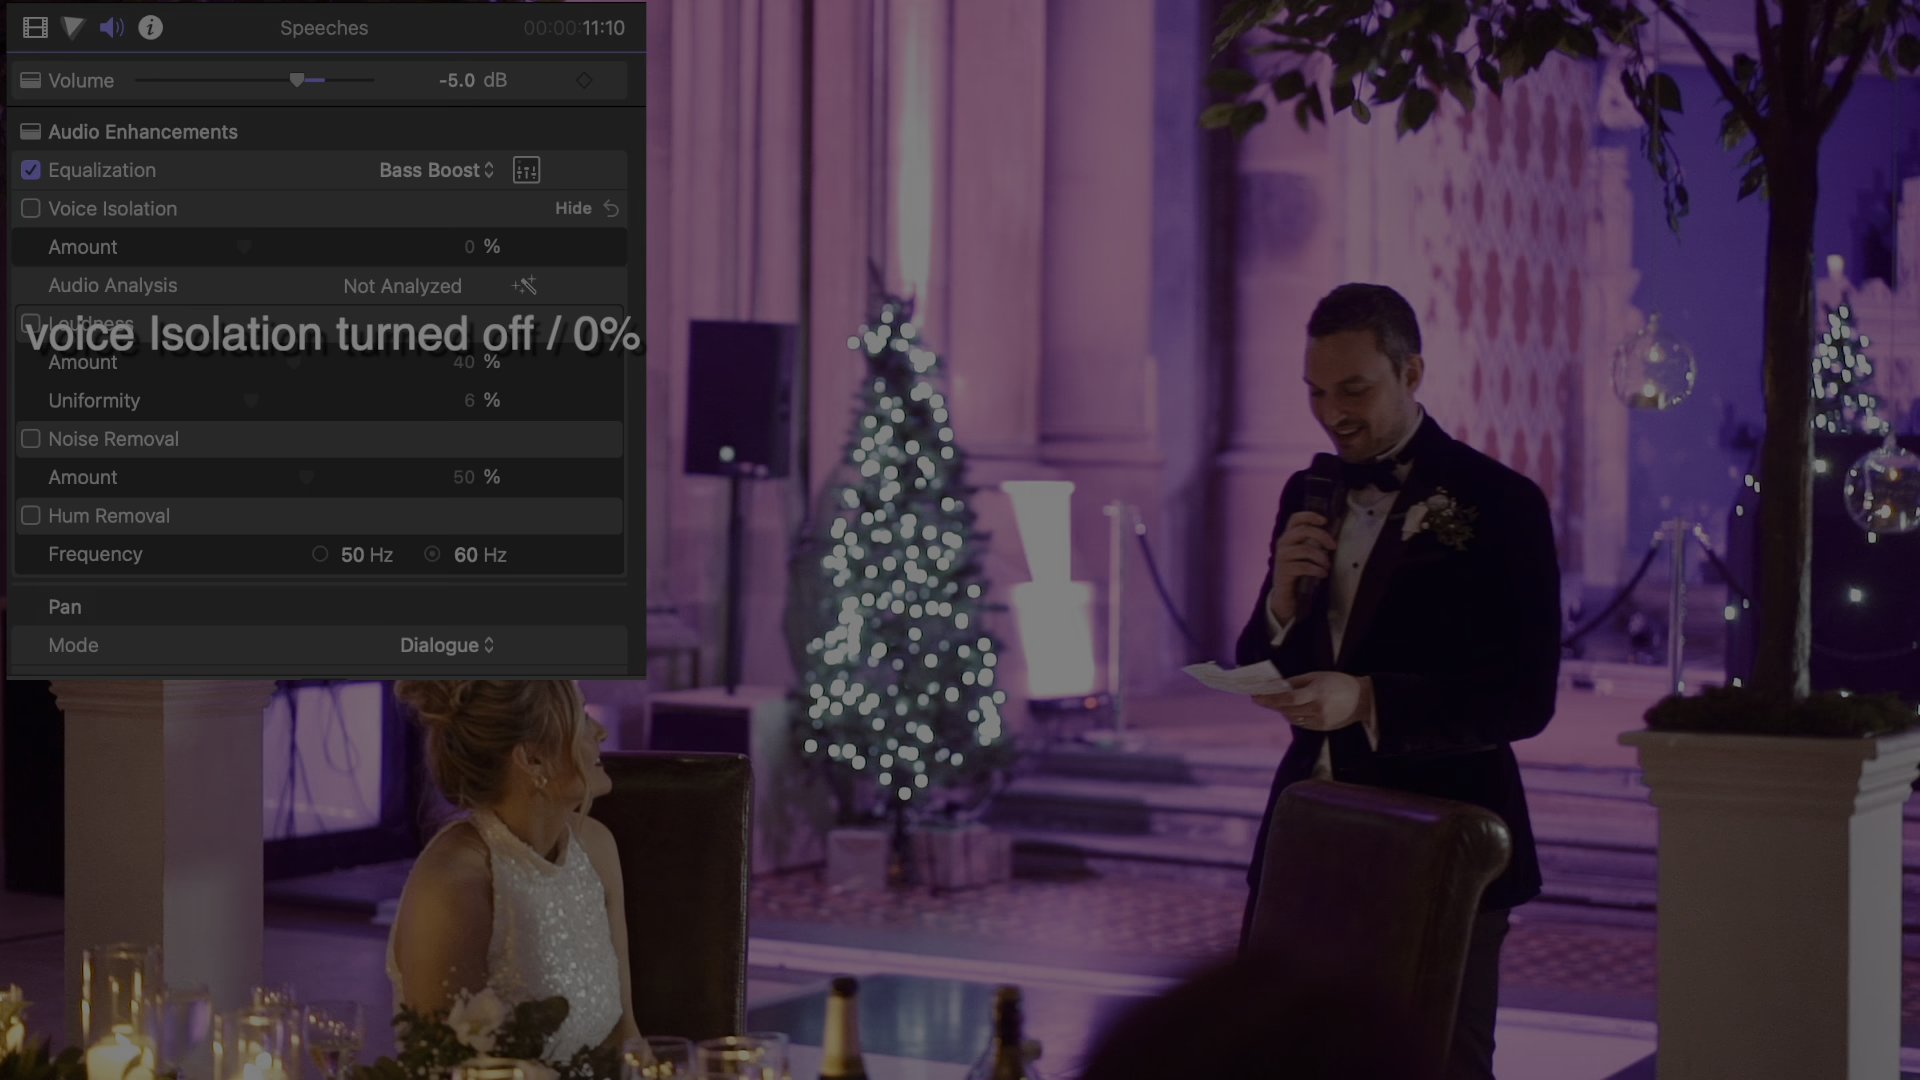 Speeches 00:00:11:10
Volume -5.0 dB
Audio Enhancements
Equalization Bass Boost
Voice Isolation Hide
Amount 0 %
Audio Analysis Not Analyzed
Loudness
voice Isolation turned off / 0%
Amount 40 %
Uniformity 6 %
Noise Removal
Amount 50 %
Hum Removal
Frequency 50 Hz 60 Hz
Pan
Mode Dialogue